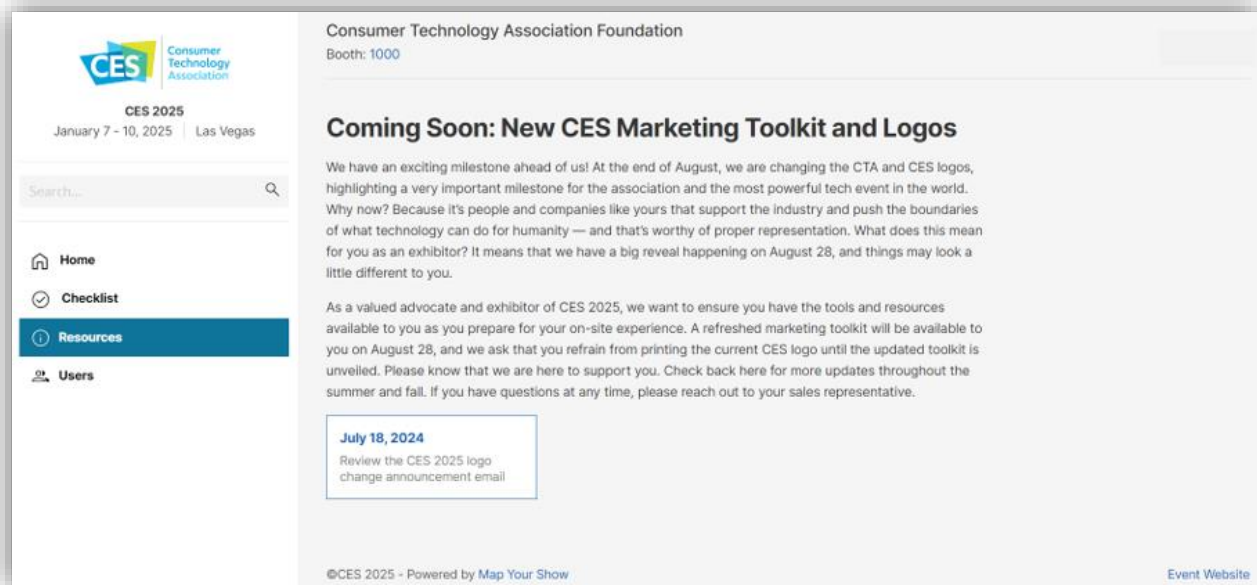 CES
Consumer
Technology
Association
CES 2025
January 7 - 10, 2025 | Las Vegas
Search...
Home
Checklist
Resources
Users
Consumer Technology Association Foundation
Booth: 1000
Coming Soon: New CES Marketing Toolkit and Logos
We have an exciting milestone ahead of us! At the end of August, we are changing the CTA and CES logos,
highlighting a very important milestone for the association and the most powerful tech event in the world.
Why now? Because it's people and companies like yours that support the industry and push the boundaries
of what technology can do for humanity — and that's worthy of proper representation. What does this mean
for you as an exhibitor? It means that we have a big reveal happening on August 28, and things may look a
little different to you.
As a valued advocate and exhibitor of CES 2025, we want to ensure you have the tools and resources
available to you as you prepare for your on-site experience. A refreshed marketing toolkit will be available to
you on August 28, and we ask that you refrain from printing the current CES logo until the updated toolkit is
unveiled. Please know that we are here to support you. Check back here for more updates throughout the
summer and fall. If you have questions at any time, please reach out to your sales representative.
July 18, 2024
Review the CES 2025 logo
change announcement email
©CES 2025 - Powered by Map Your Show
Event Website